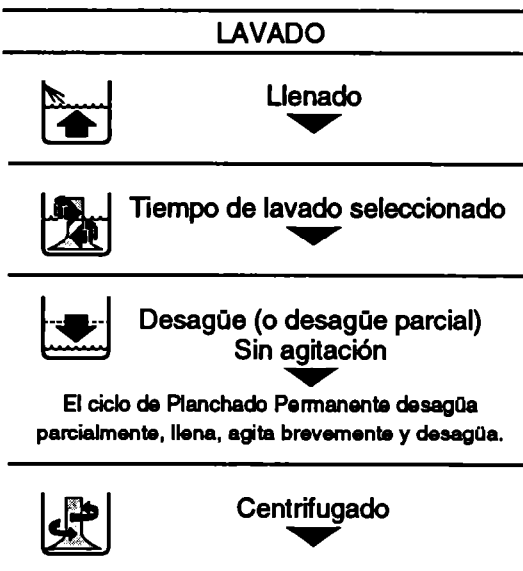 LAVADO
Llenado
Tiempo de lavado seleccionado
Desagüe (o desagüe parcial)
Sin agitación
El ciclo de Planchado Permanente desagüa
parcialmente, llena, agita brevemente y desagüa.
Centrifugado